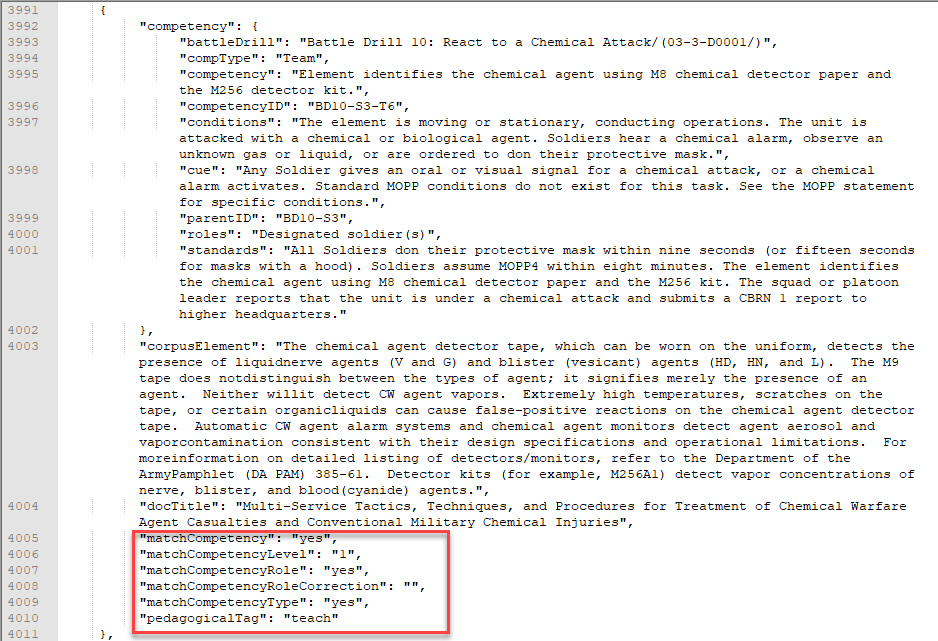 3991 {
3992 "competency": {
3993 "battleDrill": "Battle Drill 10: React to a Chemical Attack/(03-3-D0001/)",
3994 "compType": "Team",
3995 "competency": "Element identifies the chemical agent using M8 chemical detector paper and
the M256 detector kit.",
3996 "competencyID": "BD10-S3-T6",
3997 "conditions": "The element is moving or stationary, conducting operations. The unit is
attacked with a chemical or biological agent. Soldiers hear a chemical alarm, observe an
unknown gas or liquid, or are ordered to don their protective mask.",
3998 "cue": "Any Soldier gives an oral or visual signal for a chemical attack, or a chemical
alarm activates. Standard MOPP conditions do not exist for this task. See the MOPP statement
for specific conditions.",
3999 "parentID": "BD10-S3",
4000 "roles": "Designated soldier(s)",
4001 "standards": "All Soldiers don their protective mask within nine seconds (or fifteen seconds
for masks with a hood). Soldiers assume MOPP4 within eight minutes. The element identifies
the chemical agent using M8 chemical detector paper and the M256 kit. The squad or platoon
leader reports that the unit is under a chemical attack and submits a CBRN 1 report to
higher headquarters."
4002 },
4003 "corpusElement": "The chemical agent detector tape, which can be worn on the uniform, detects the
presence of liquidnerve agents (V and G) and blister (vesicant) agents (HD, HN, and L).  The M9
tape does notdistinguish between the types of agent; it signifies merely the presence of an
agent.  Neither willit detect CW agent vapors.  Extremely high temperatures, scratches on the
tape, or certain organicliquids can cause false-positive reactions on the chemical agent detector
tape.  Automatic CW agent alarm systems and chemical agent monitors detect agent aerosol and
vaporcontamination consistent with their design specifications and operational limitations.  For
moreinformation on detailed listing of detectors/monitors, refer to the Department of the
ArmyPamphlet (DA PAM) 385-61.  Detector kits (for example, M256A1) detect vapor concentrations of
nerve, blister, and blood(cyanide) agents.",
4004 "docTitle": "Multi-Service Tactics, Techniques, and Procedures for Treatment of Chemical Warfare
Agent Casualties and Conventional Military Chemical Injuries",
4005 "matchCompetency": "yes",
4006 "matchCompetencyLevel": "1",
4007 "matchCompetencyRole": "yes",
4008 "matchCompetencyRoleCorrection": "",
4009 "matchCompetencyType": "yes",
4010 "pedagogicalTag": "teach"
4011 },